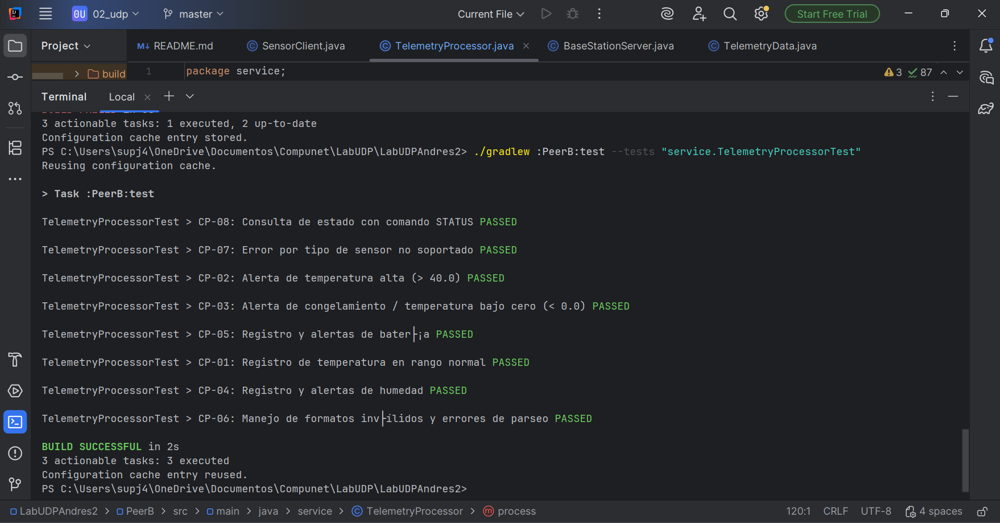 0U 02_udp master Current File Start Free Trial
Project README.md SensorClient.java TelemetryProcessor.java BaseStationServer.java TelemetryData.java
build 1 package service; 3 87
Terminal Local
3 actionable tasks: 1 executed, 2 up-to-date
Configuration cache entry stored.
PS C:\Users\supj4\OneDrive\Documentos\Compunet\LabUDP\LabUDPAndres2> ./gradlew :PeerB:test --tests "service.TelemetryProcessorTest"
Reusing configuration cache.
> Task :PeerB:test
TelemetryProcessorTest > CP-08: Consulta de estado con comando STATUS PASSED
TelemetryProcessorTest > CP-07: Error por tipo de sensor no soportado PASSED
TelemetryProcessorTest > CP-02: Alerta de temperatura alta (> 40.0) PASSED
TelemetryProcessorTest > CP-03: Alerta de congelamiento / temperatura bajo cero (< 0.0) PASSED
TelemetryProcessorTest > CP-05: Registro y alertas de bater├¡a PASSED
TelemetryProcessorTest > CP-01: Registro de temperatura en rango normal PASSED
TelemetryProcessorTest > CP-04: Registro y alertas de humedad PASSED
TelemetryProcessorTest > CP-06: Manejo de formatos inv├ílidos y errores de parseo PASSED
BUILD SUCCESSFUL in 2s
3 actionable tasks: 3 executed
Configuration cache entry reused.
PS C:\Users\supj4\OneDrive\Documentos\Compunet\LabUDP\LabUDPAndres2>
LabUDPAndres2 > PeerB > src > main > java > service > TelemetryProcessor > process 120:1 CRLF UTF-8 4 spaces